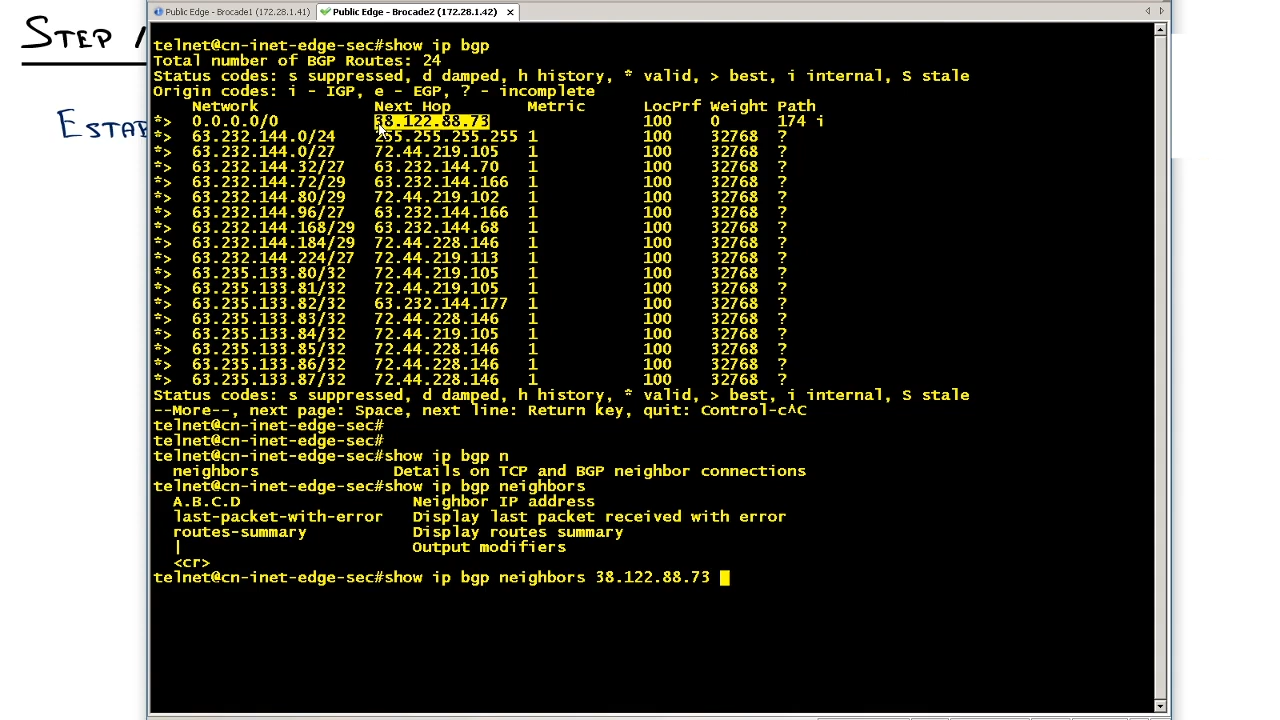 Public Edge - Brocade1 (172.28.1.41) Public Edge - Brocade2 (172.28.1.42)
STEP 1
ESTAB
telnet@cn-inet-edge-sec#show ip bgp
Total number of BGP Routes: 24
Status codes: s suppressed, d damped, h history, * valid, > best, i internal, S stale
Origin codes: i - IGP, e - EGP, ? - incomplete
Network Next Hop Metric LocPrf Weight Path
*> 0.0.0.0/0 38.122.88.73 100 0 174 i
*> 63.232.144.0/24 255.255.255.255 1 100 32768 ?
*> 63.232.144.0/27 72.44.219.105 1 100 32768 ?
*> 63.232.144.32/27 63.232.144.70 1 100 32768 ?
*> 63.232.144.72/29 63.232.144.166 1 100 32768 ?
*> 63.232.144.80/29 72.44.219.102 1 100 32768 ?
*> 63.232.144.96/27 63.232.144.166 1 100 32768 ?
*> 63.232.144.168/29 63.232.144.68 1 100 32768 ?
*> 63.232.144.184/29 72.44.228.146 1 100 32768 ?
*> 63.232.144.224/27 72.44.219.113 1 100 32768 ?
*> 63.235.133.80/32 72.44.219.105 1 100 32768 ?
*> 63.235.133.81/32 72.44.219.105 1 100 32768 ?
*> 63.235.133.82/32 63.232.144.177 1 100 32768 ?
*> 63.235.133.83/32 72.44.228.146 1 100 32768 ?
*> 63.235.133.84/32 72.44.219.105 1 100 32768 ?
*> 63.235.133.85/32 72.44.228.146 1 100 32768 ?
*> 63.235.133.86/32 72.44.228.146 1 100 32768 ?
*> 63.235.133.87/32 72.44.228.146 1 100 32768 ?
Status codes: s suppressed, d damped, h history, * valid, > best, i internal, S stale
--More--, next page: Space, next line: Return key, quit: Control-c^C
telnet@cn-inet-edge-sec#
telnet@cn-inet-edge-sec#
telnet@cn-inet-edge-sec#show ip bgp n
neighbors Details on TCP and BGP neighbor connections
telnet@cn-inet-edge-sec#show ip bgp neighbors
A.B.C.D Neighbor IP address
last-packet-with-error Display last packet received with error
routes-summary Display routes summary
| Output modifiers
<cr>
telnet@cn-inet-edge-sec#show ip bgp neighbors 38.122.88.73